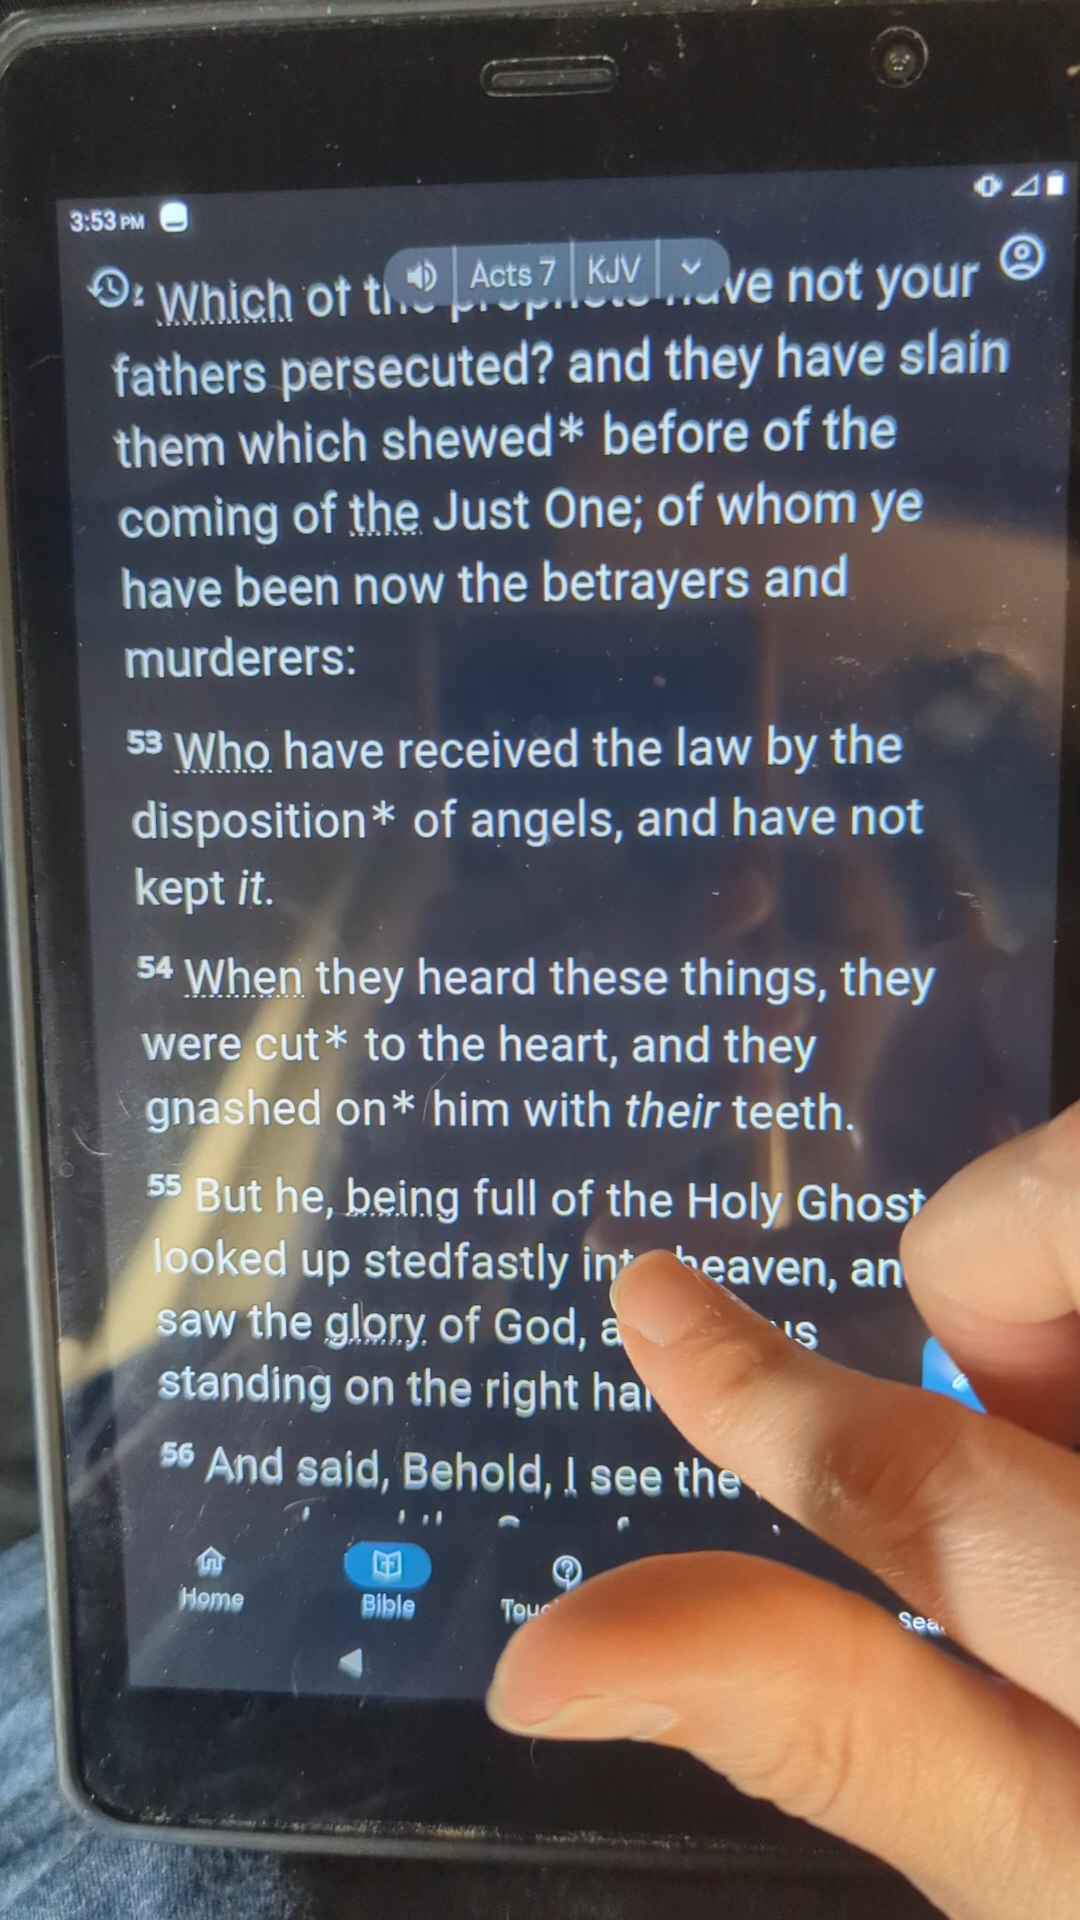 3:53 PM
Acts 7 KJV
Which of have not your
fathers persecuted? and they have slain
them which shewed* before of the
coming of the Just One; of whom ye
have been now the betrayers and
murderers:
53 Who have received the law by the
disposition* of angels, and have not
kept it.
54 When they heard these things, they
were cut* to the heart, and they
gnashed on* him with their teeth.
55 But he, being full of the Holy Ghost
looked up stedfastly heaven,
saw the glory of God,
standing on the right
56 And said, Behold, I see the
Home Bible